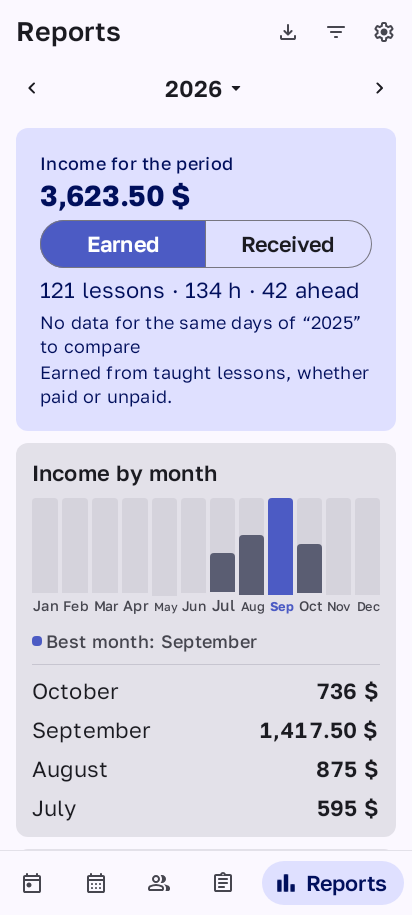 Reports
2026
Income for the period
3,623.50 $
Earned Received
121 lessons · 134 h · 42 ahead
No data for the same days of “2025”
to compare
Earned from taught lessons, whether
paid or unpaid.
Income by month
Jan Feb Mar Apr May Jun Jul Aug Sep Oct Nov Dec
Best month: September
October 736 $
September 1,417.50 $
August 875 $
July 595 $
Reports